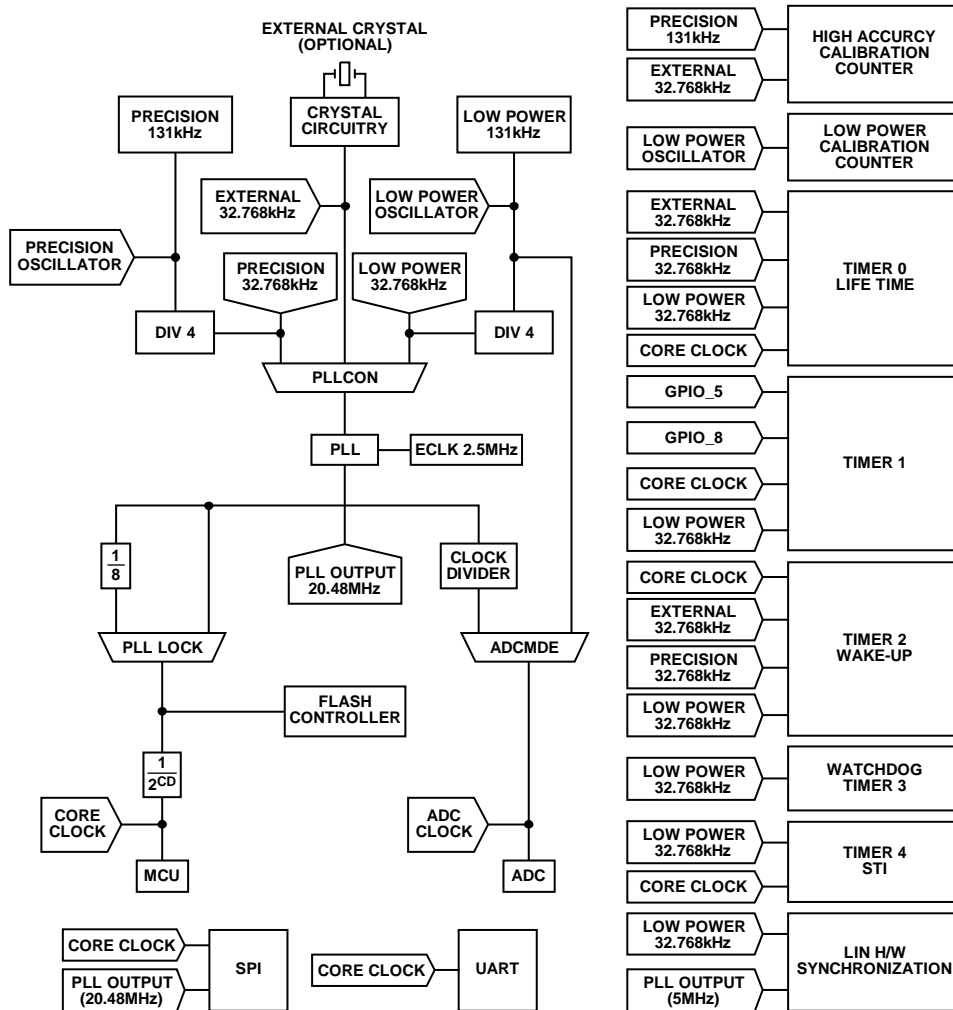 EXTERNAL CRYSTAL
(OPTIONAL)
PRECISION
131kHz
CRYSTAL
CIRCUITRY
LOW POWER
131kHz
EXTERNAL
32.768kHz
LOW POWER
OSCILLATOR
PRECISION
OSCILLATOR
PRECISION
32.768kHz
LOW POWER
32.768kHz
DIV 4
DIV 4
PLLCON
PLL
ECLK 2.5MHz
1
8
PLL OUTPUT
20.48MHz
CLOCK
DIVIDER
PLL LOCK
ADCMDE
FLASH
CONTROLLER
1
2CD
CORE
CLOCK
ADC
CLOCK
MCU
ADC
CORE CLOCK
PLL OUTPUT
(20.48MHz)
SPI
CORE CLOCK
UART
PRECISION
131kHz
EXTERNAL
32.768kHz
HIGH ACCURCY
CALIBRATION
COUNTER
LOW POWER
OSCILLATOR
LOW POWER
CALIBRATION
COUNTER
EXTERNAL
32.768kHz
PRECISION
32.768kHz
LOW POWER
32.768kHz
CORE CLOCK
TIMER 0
LIFE TIME
GPIO_5
GPIO_8
CORE CLOCK
LOW POWER
32.768kHz
TIMER 1
CORE CLOCK
EXTERNAL
32.768kHz
PRECISION
32.768kHz
LOW POWER
32.768kHz
TIMER 2
WAKE-UP
LOW POWER
32.768kHz
WATCHDOG
TIMER 3
LOW POWER
32.768kHz
CORE CLOCK
TIMER 4
STI
LOW POWER
32.768kHz
PLL OUTPUT
(5MHz)
LIN H/W
SYNCHRONIZATION